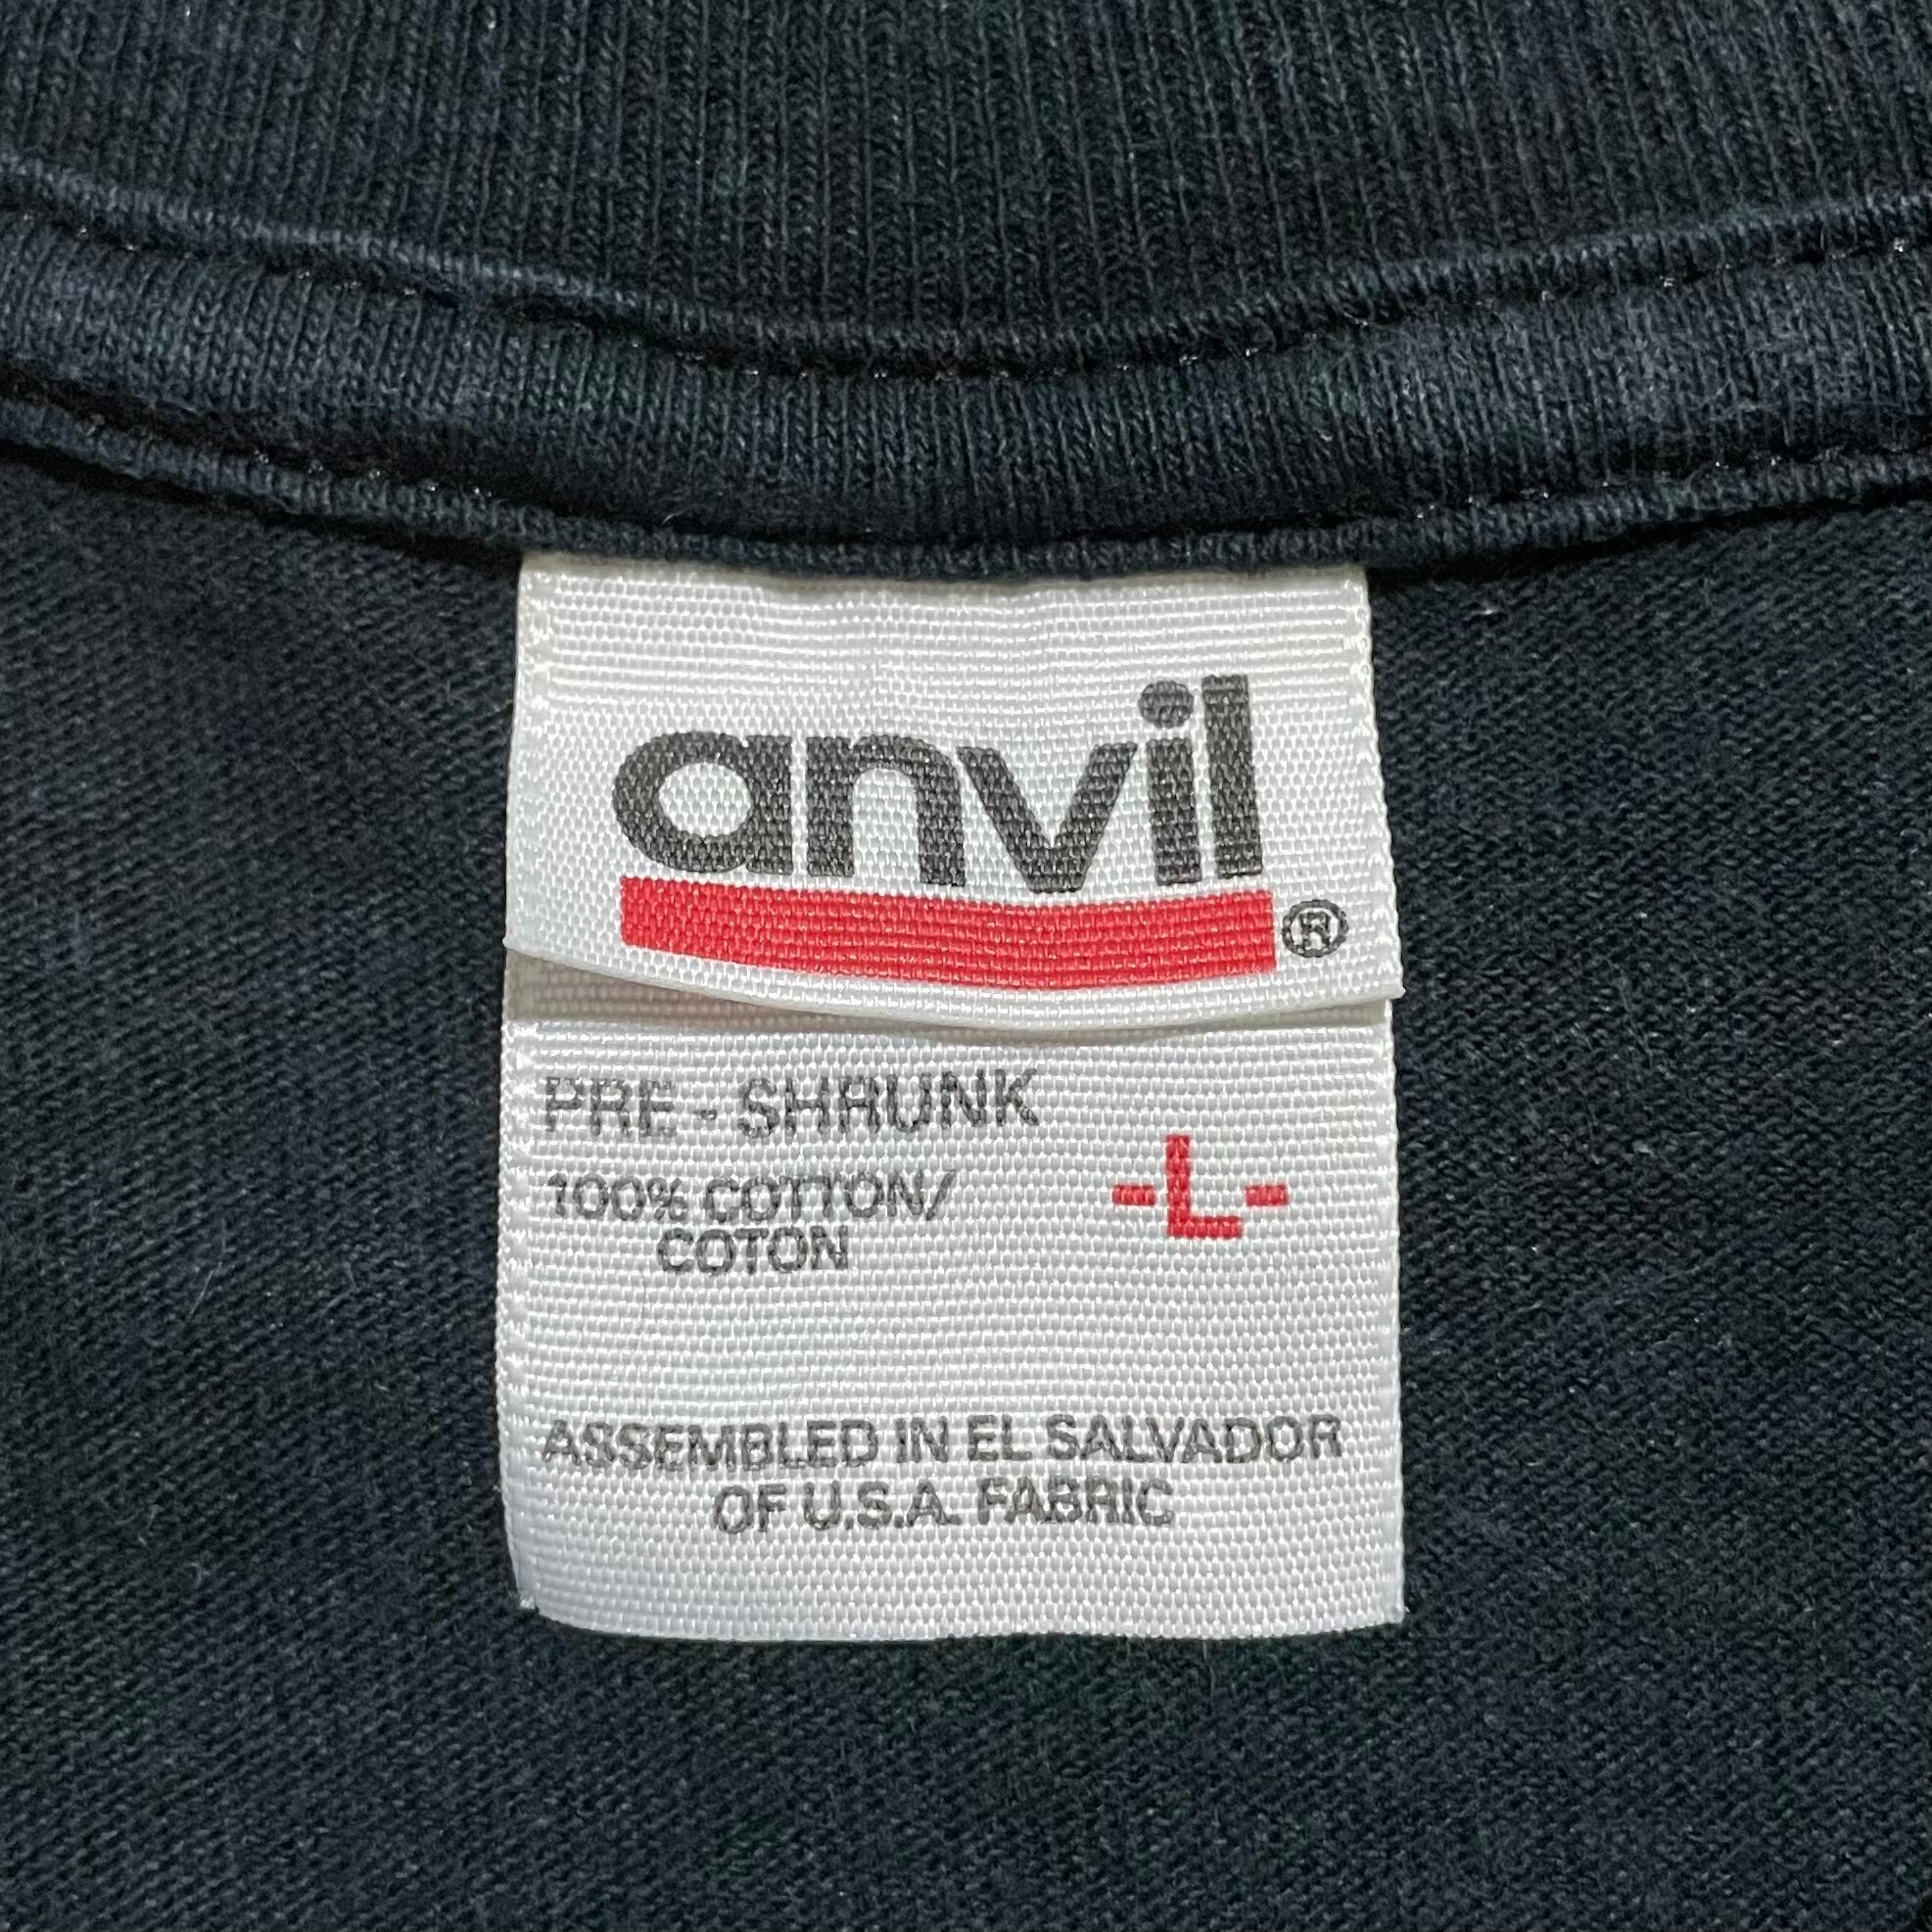 anvil®
PRE - SHRUNK
-L-
100% COTTON/
COTON
ASSEMBLED IN EL SALVADOR
OF U.S.A. FABRIC